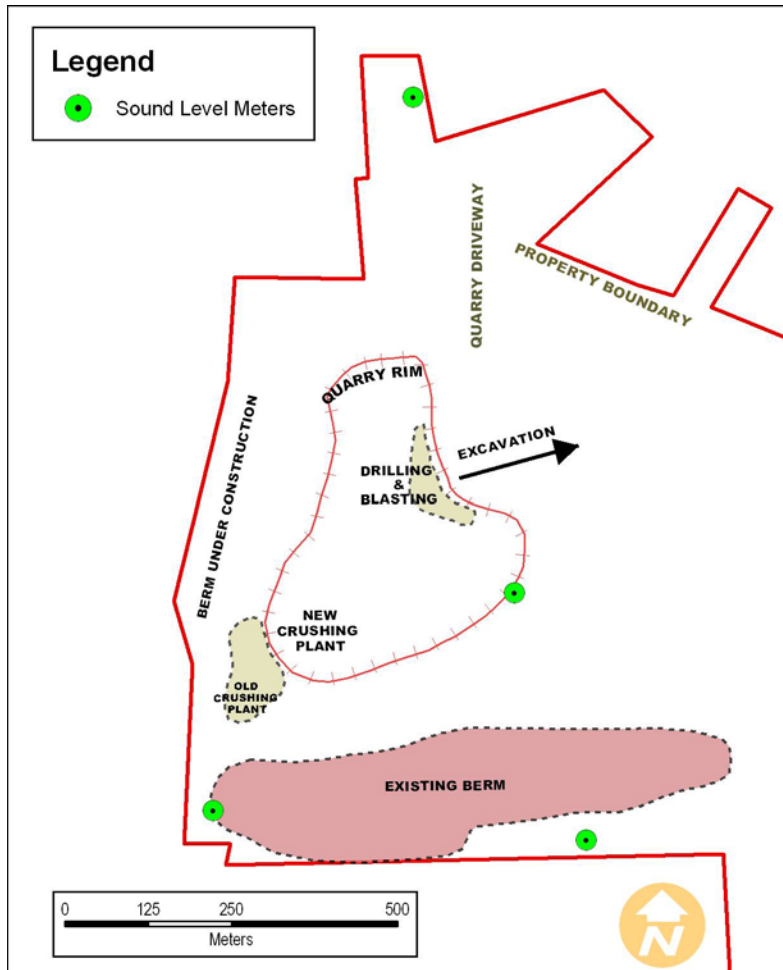 Legend
Sound Level Meters
QUARRY DRIVEWAY
PROPERTY BOUNDARY
QUARRY RIM
EXCAVATION
DRILLING
&
BLASTING
BERM UNDER CONSTRUCTION
NEW
CRUSHING
PLANT
OLD
CRUSHING
PLANT
EXISTING BERM
0 125 250 500
Meters
N